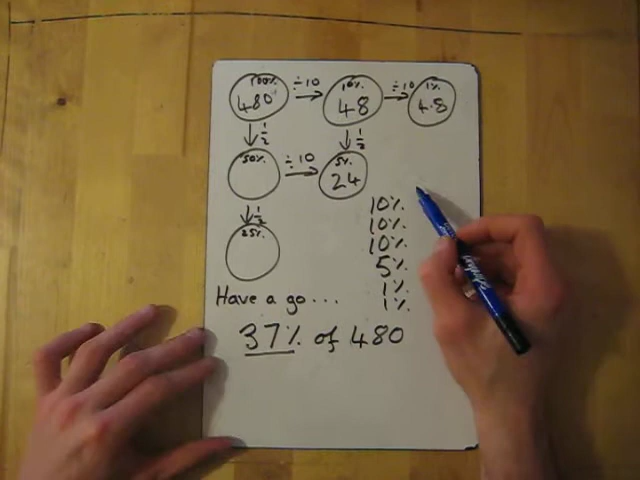 100% ÷10 10% ÷10 1%
480 → 48 → 4.8
↓ 1/2 ↓ 1/2
50% ÷10 5%
→ 24
↓ 1/2
25%
10%
10%
10%
5%
1%
1%
Have a go...
37% of 480